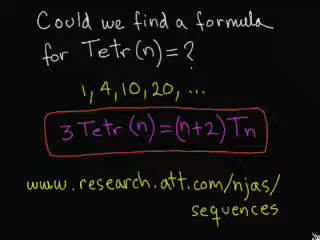 Could we find a formula
for Tetr(n)=?
1, 4, 10, 20, ...
3 Tetr(n)=(n+2) Tn
www.research.att.com/njas/
sequences